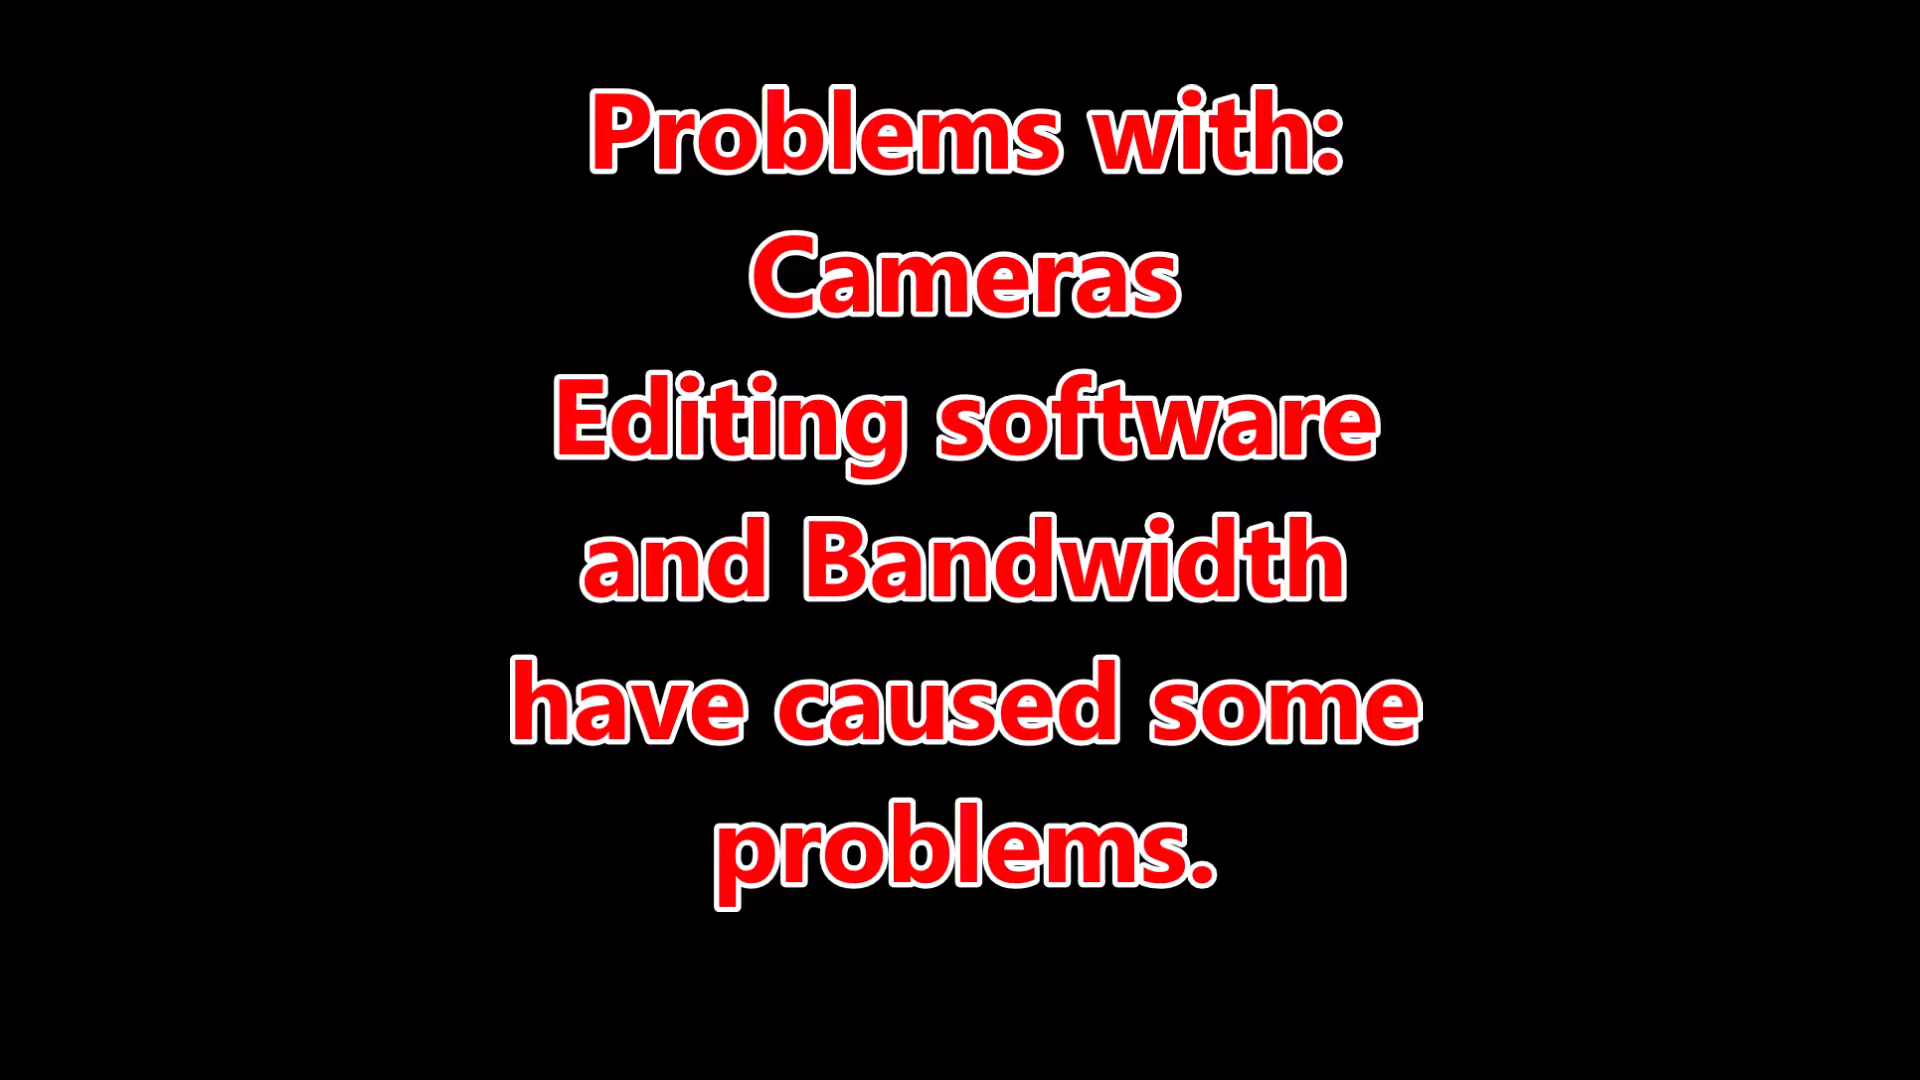 Problems with:
Cameras
Editing software
and Bandwidth
have caused some
problems.